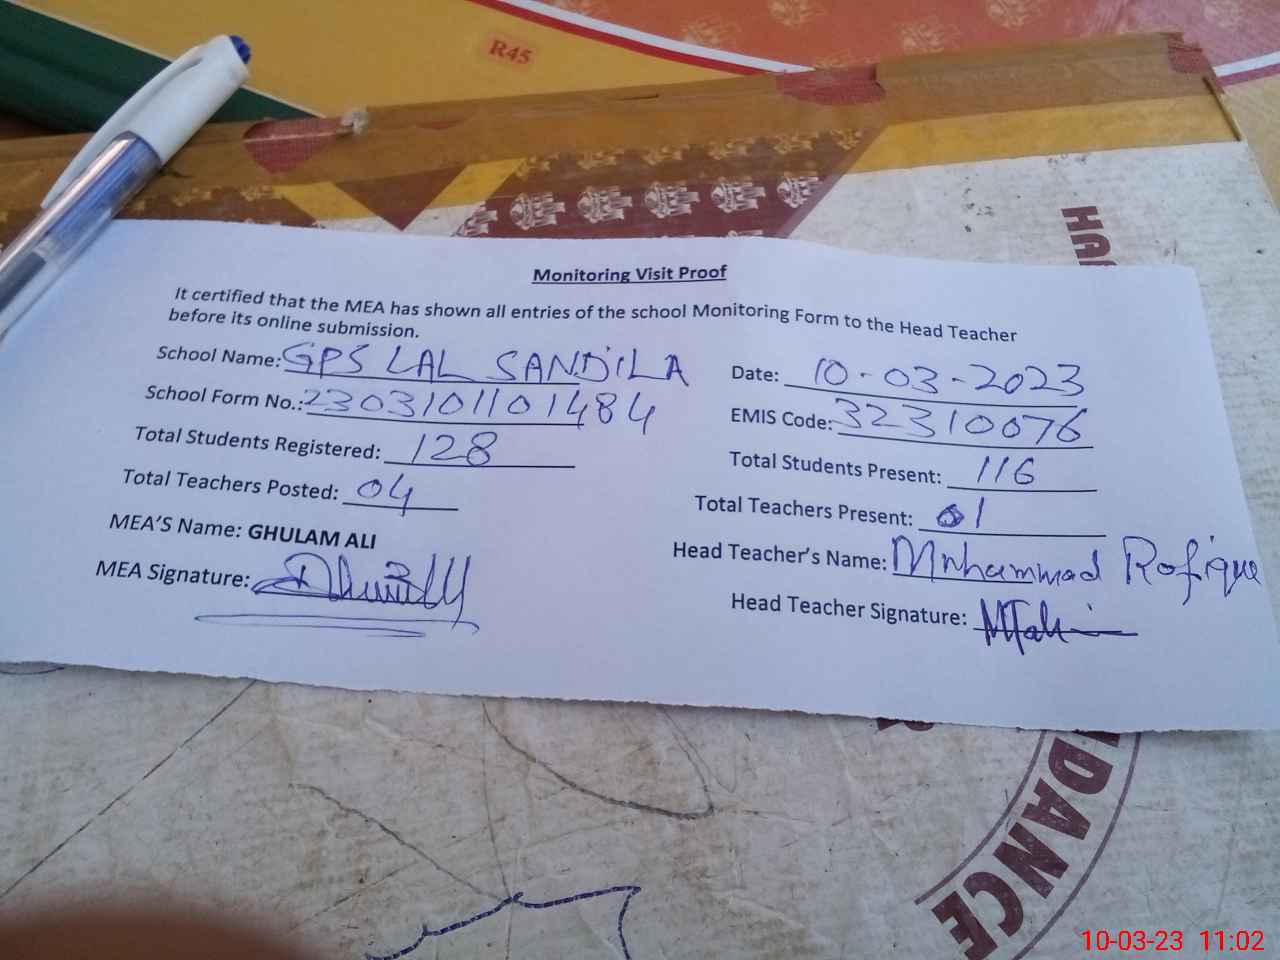 R45
Monitoring Visit Proof
It certified that the MEA has shown all entries of the school Monitoring Form to the Head Teacher
before its online submission.
School Name: GPS LAL SANDILA
Date: 10-03-2023
School Form No.: 2303101101484
EMIS Code: 32310076
Total Students Registered: 128
Total Students Present: 116
Total Teachers Posted: 04
Total Teachers Present: 01
MEA'S Name: GHULAM ALI
Head Teacher's Name: Muhammad Rofique
MEA Signature:
Head Teacher Signature:
DANCE
10-03-23 11:02